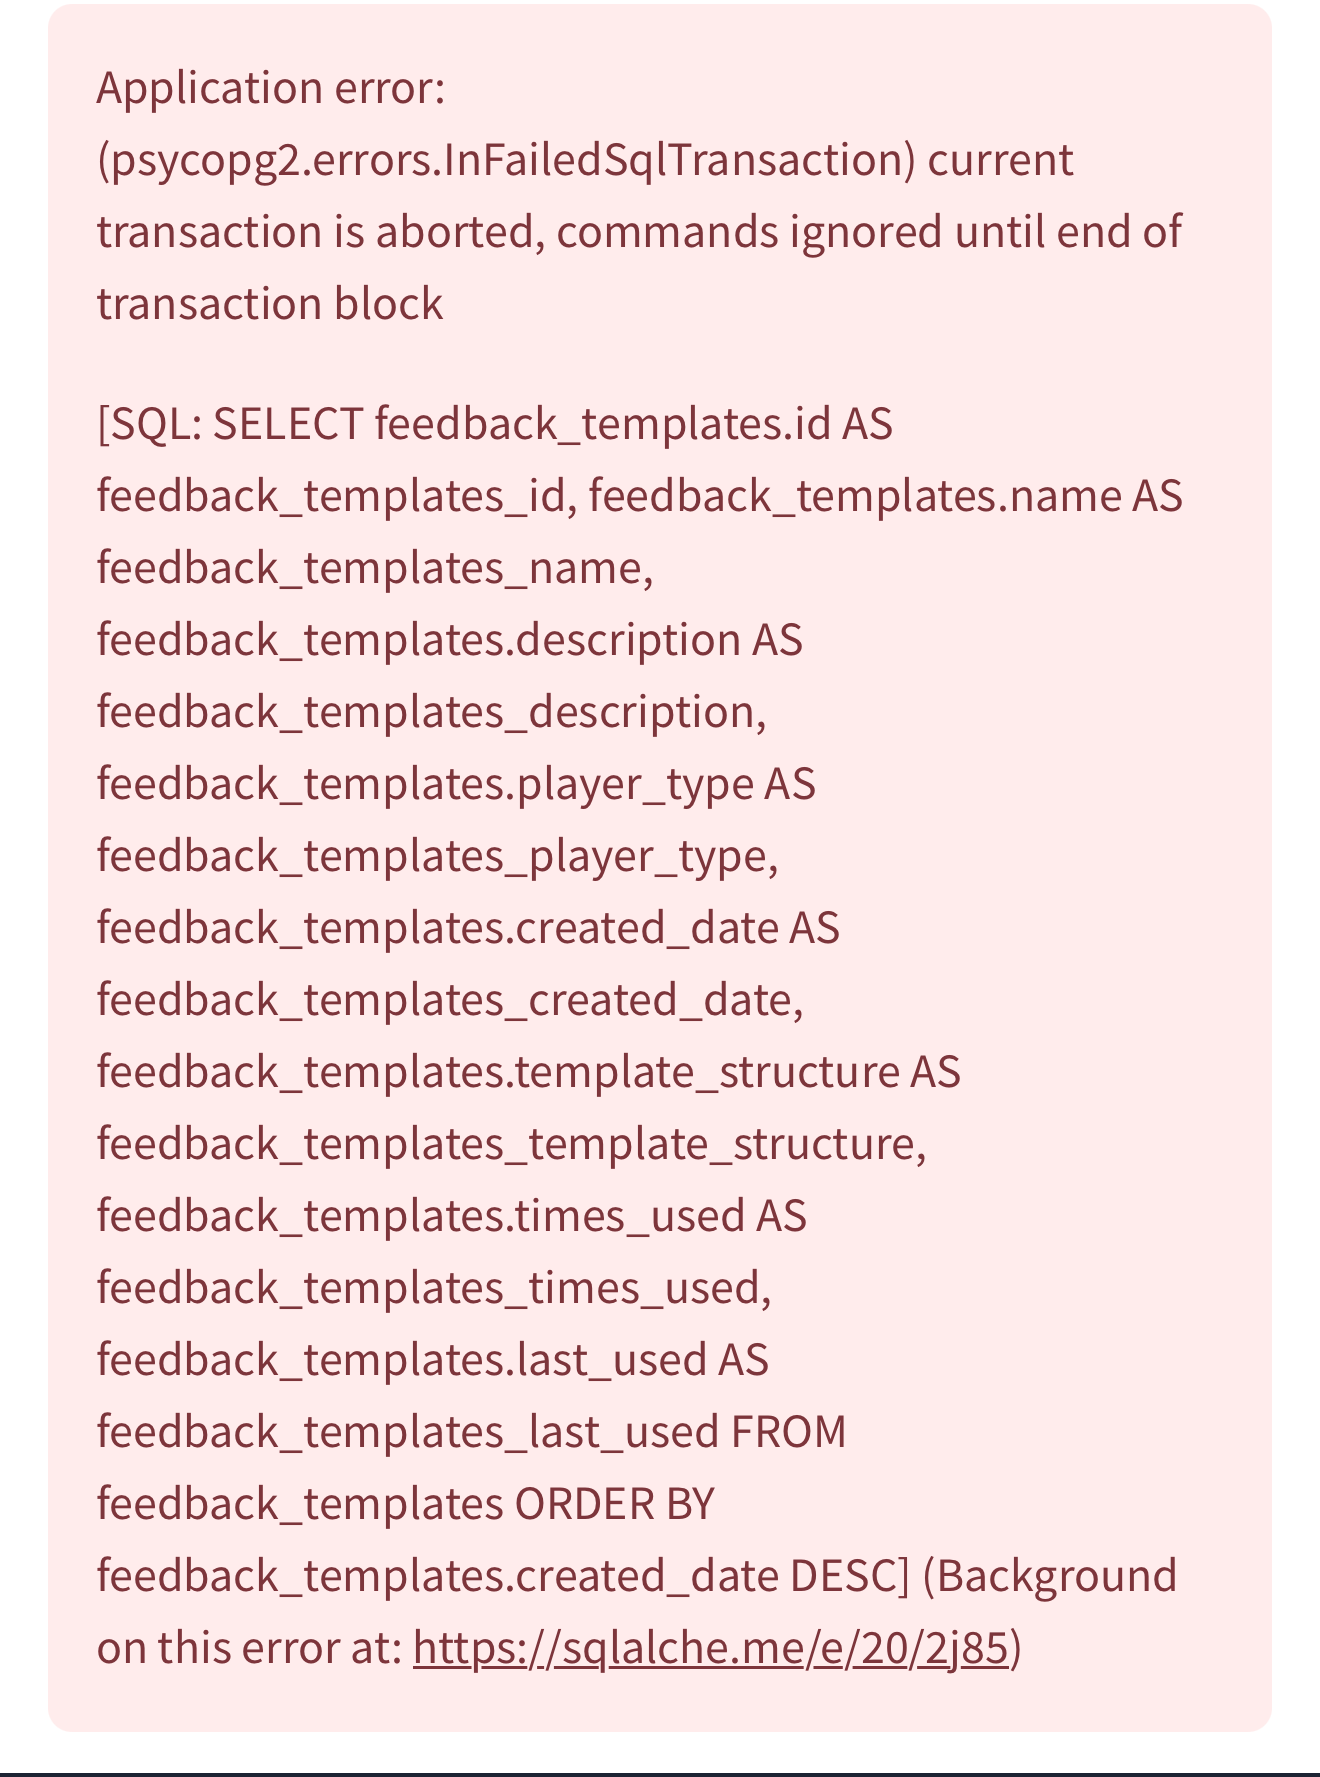 Application error:
(psycopg2.errors.InFailedSqlTransaction) current
transaction is aborted, commands ignored until end of
transaction block
[SQL: SELECT feedback_templates.id AS
feedback_templates_id, feedback_templates.name AS
feedback_templates_name,
feedback_templates.description AS
feedback_templates_description,
feedback_templates.player_type AS
feedback_templates_player_type,
feedback_templates.created_date AS
feedback_templates_created_date,
feedback_templates.template_structure AS
feedback_templates_template_structure,
feedback_templates.times_used AS
feedback_templates_times_used,
feedback_templates.last_used AS
feedback_templates_last_used FROM
feedback_templates ORDER BY
feedback_templates.created_date DESC] (Background
on this error at: https://sqlalche.me/e/20/2j85)